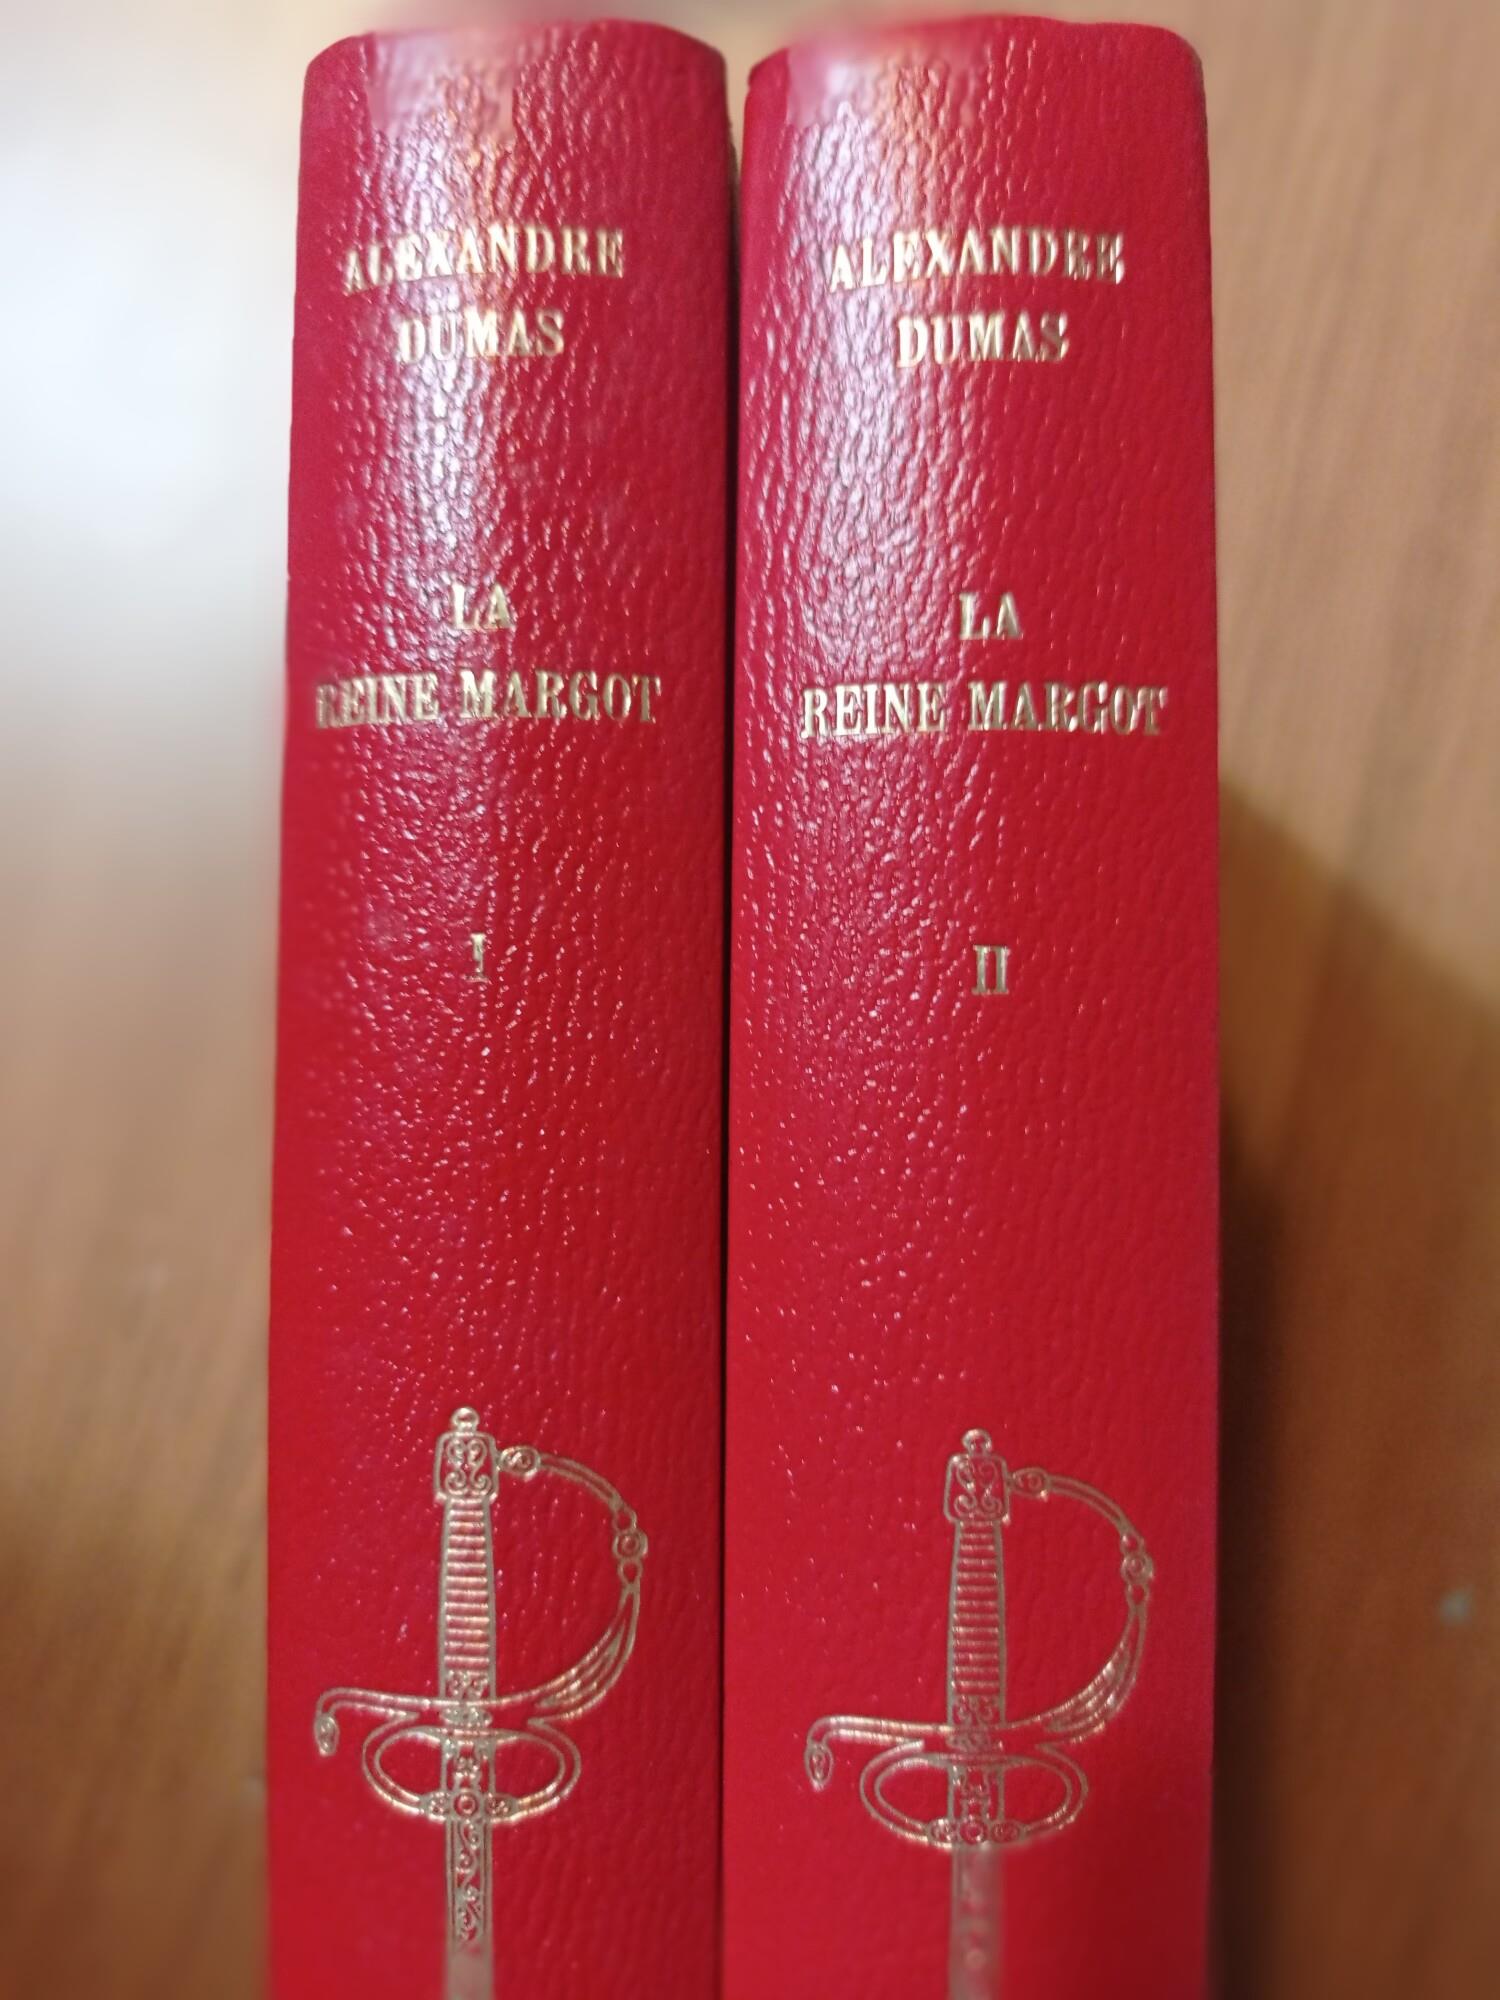 ALEXANDRE
DUMAS
LA
REINE MARGOT
I
ALEXANDRE
DUMAS
LA
REINE MARGOT
II